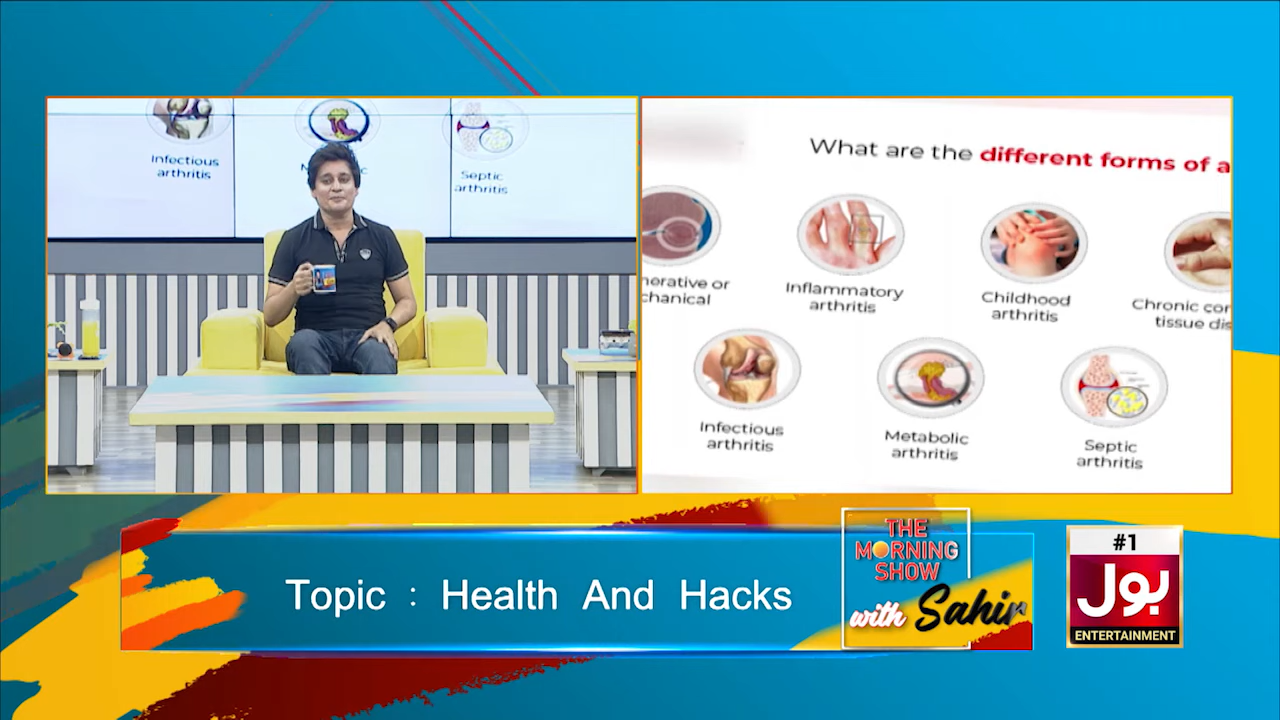 Infectious
arthritis
Septic
arthritis
What are the different forms of a
nerative or
chanical
Inflammatory
arthritis
Childhood
arthritis
Chronic con
tissue dis
Infectious
arthritis
Metabolic
arthritis
Septic
arthritis
Topic : Health And Hacks
THE
MORNING
SHOW
with Sahir
#1
بول
ENTERTAINMENT